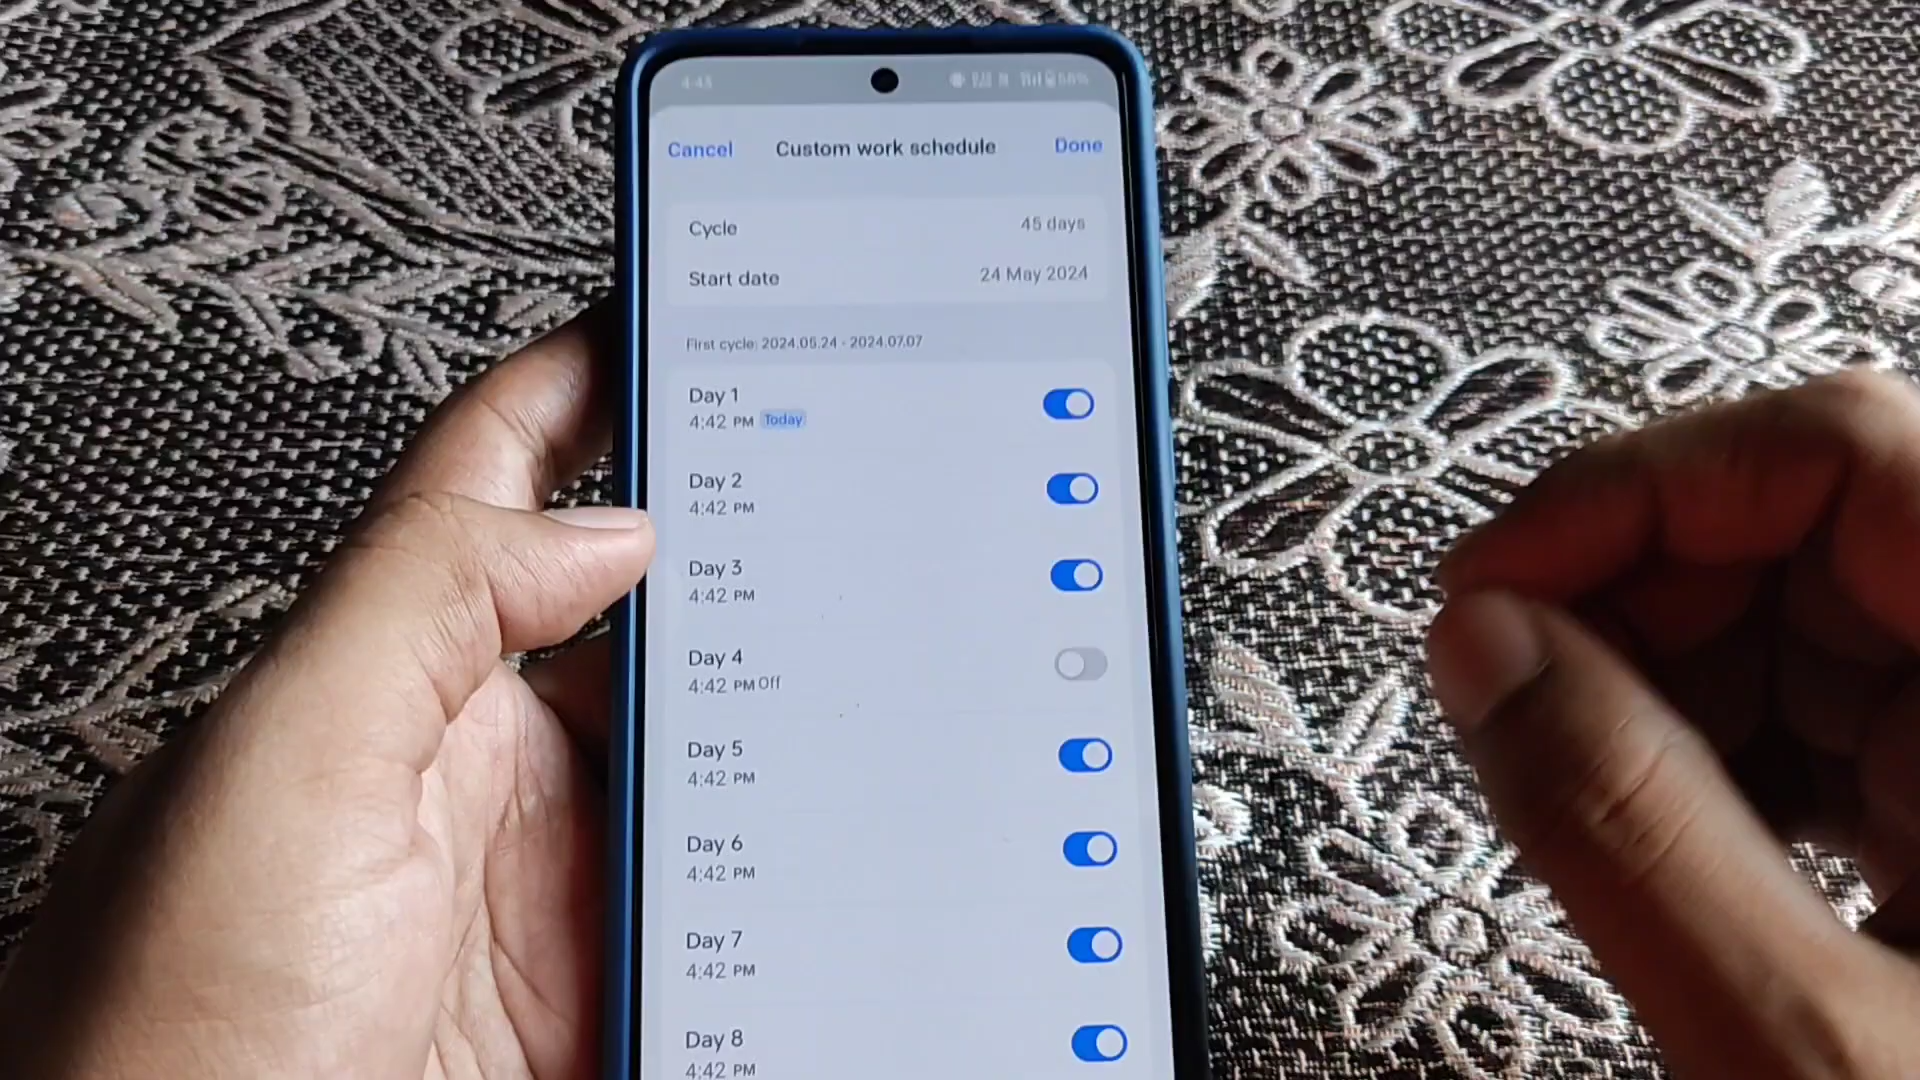 4:43
Cancel
Custom work schedule
Done
Cycle
45 days
Start date
24 May 2024
First cycle: 2024.05.24 - 2024.07.07
Day 1
4:42 PM Today
Day 2
4:42 PM
Day 3
4:42 PM
Day 4
4:42 PM Off
Day 5
4:42 PM
Day 6
4:42 PM
Day 7
4:42 PM
Day 8
4:42 PM